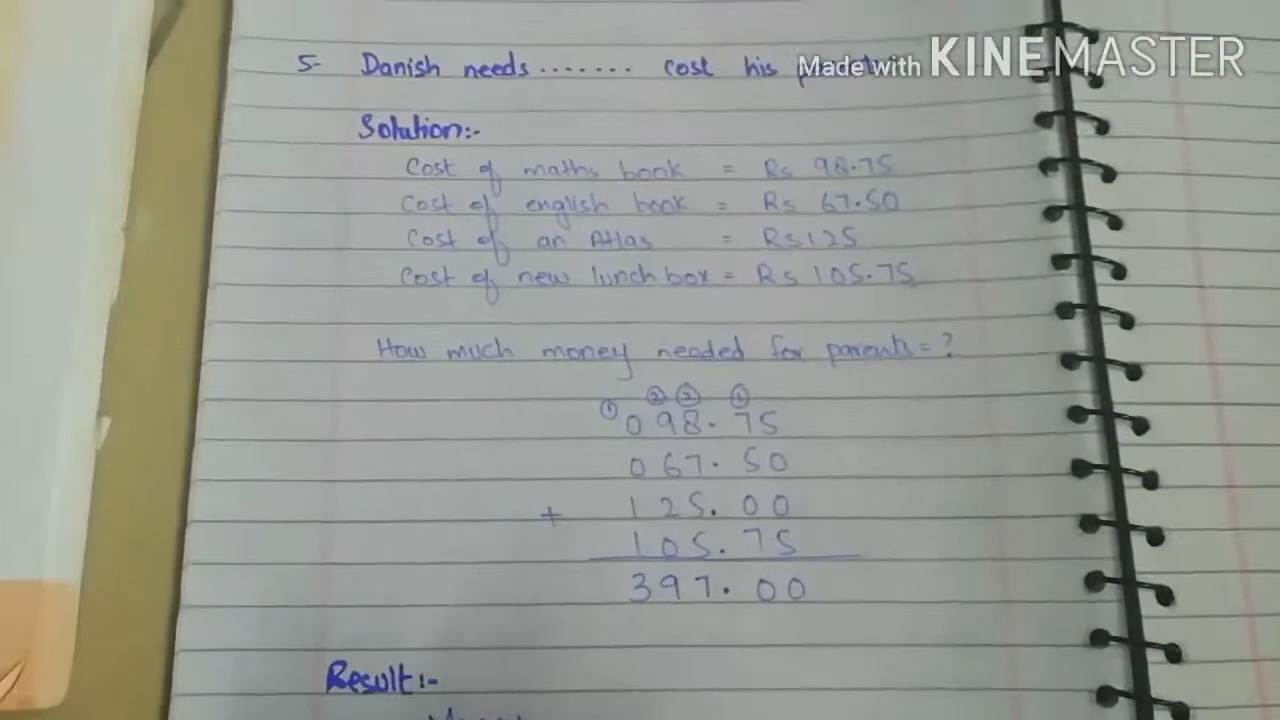 5- Danish needs ....... cost his
Made with KINEMASTER
Solution:-
Cost of maths book = Rs 98.75
Cost of english book = Rs 67.50
Cost of an Atlas = Rs 125
Cost of new lunch box = Rs 105.75
How much money needed for parents = ?
① ② ② ①
098.75
067.50
+ 125.00
105.75
397.00
Result:-